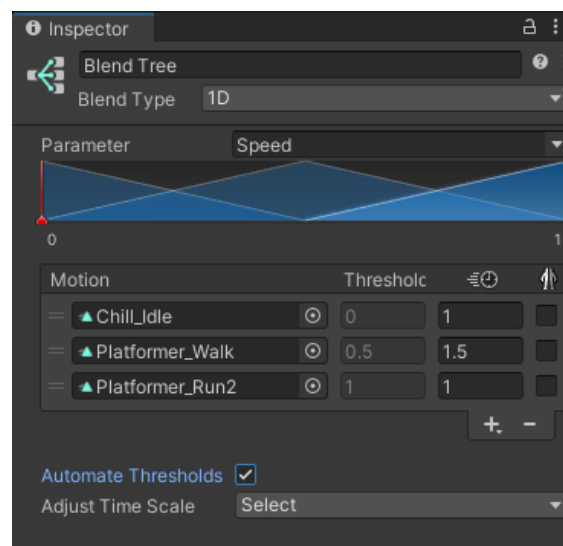 Inspector
Blend Tree
Blend Type 1D
Parameter Speed
0 1
Motion Thresholc
Chill_Idle 0 1
Platformer_Walk 0.5 1.5
Platformer_Run2 1 1
+ -
Automate Thresholds
Adjust Time Scale Select